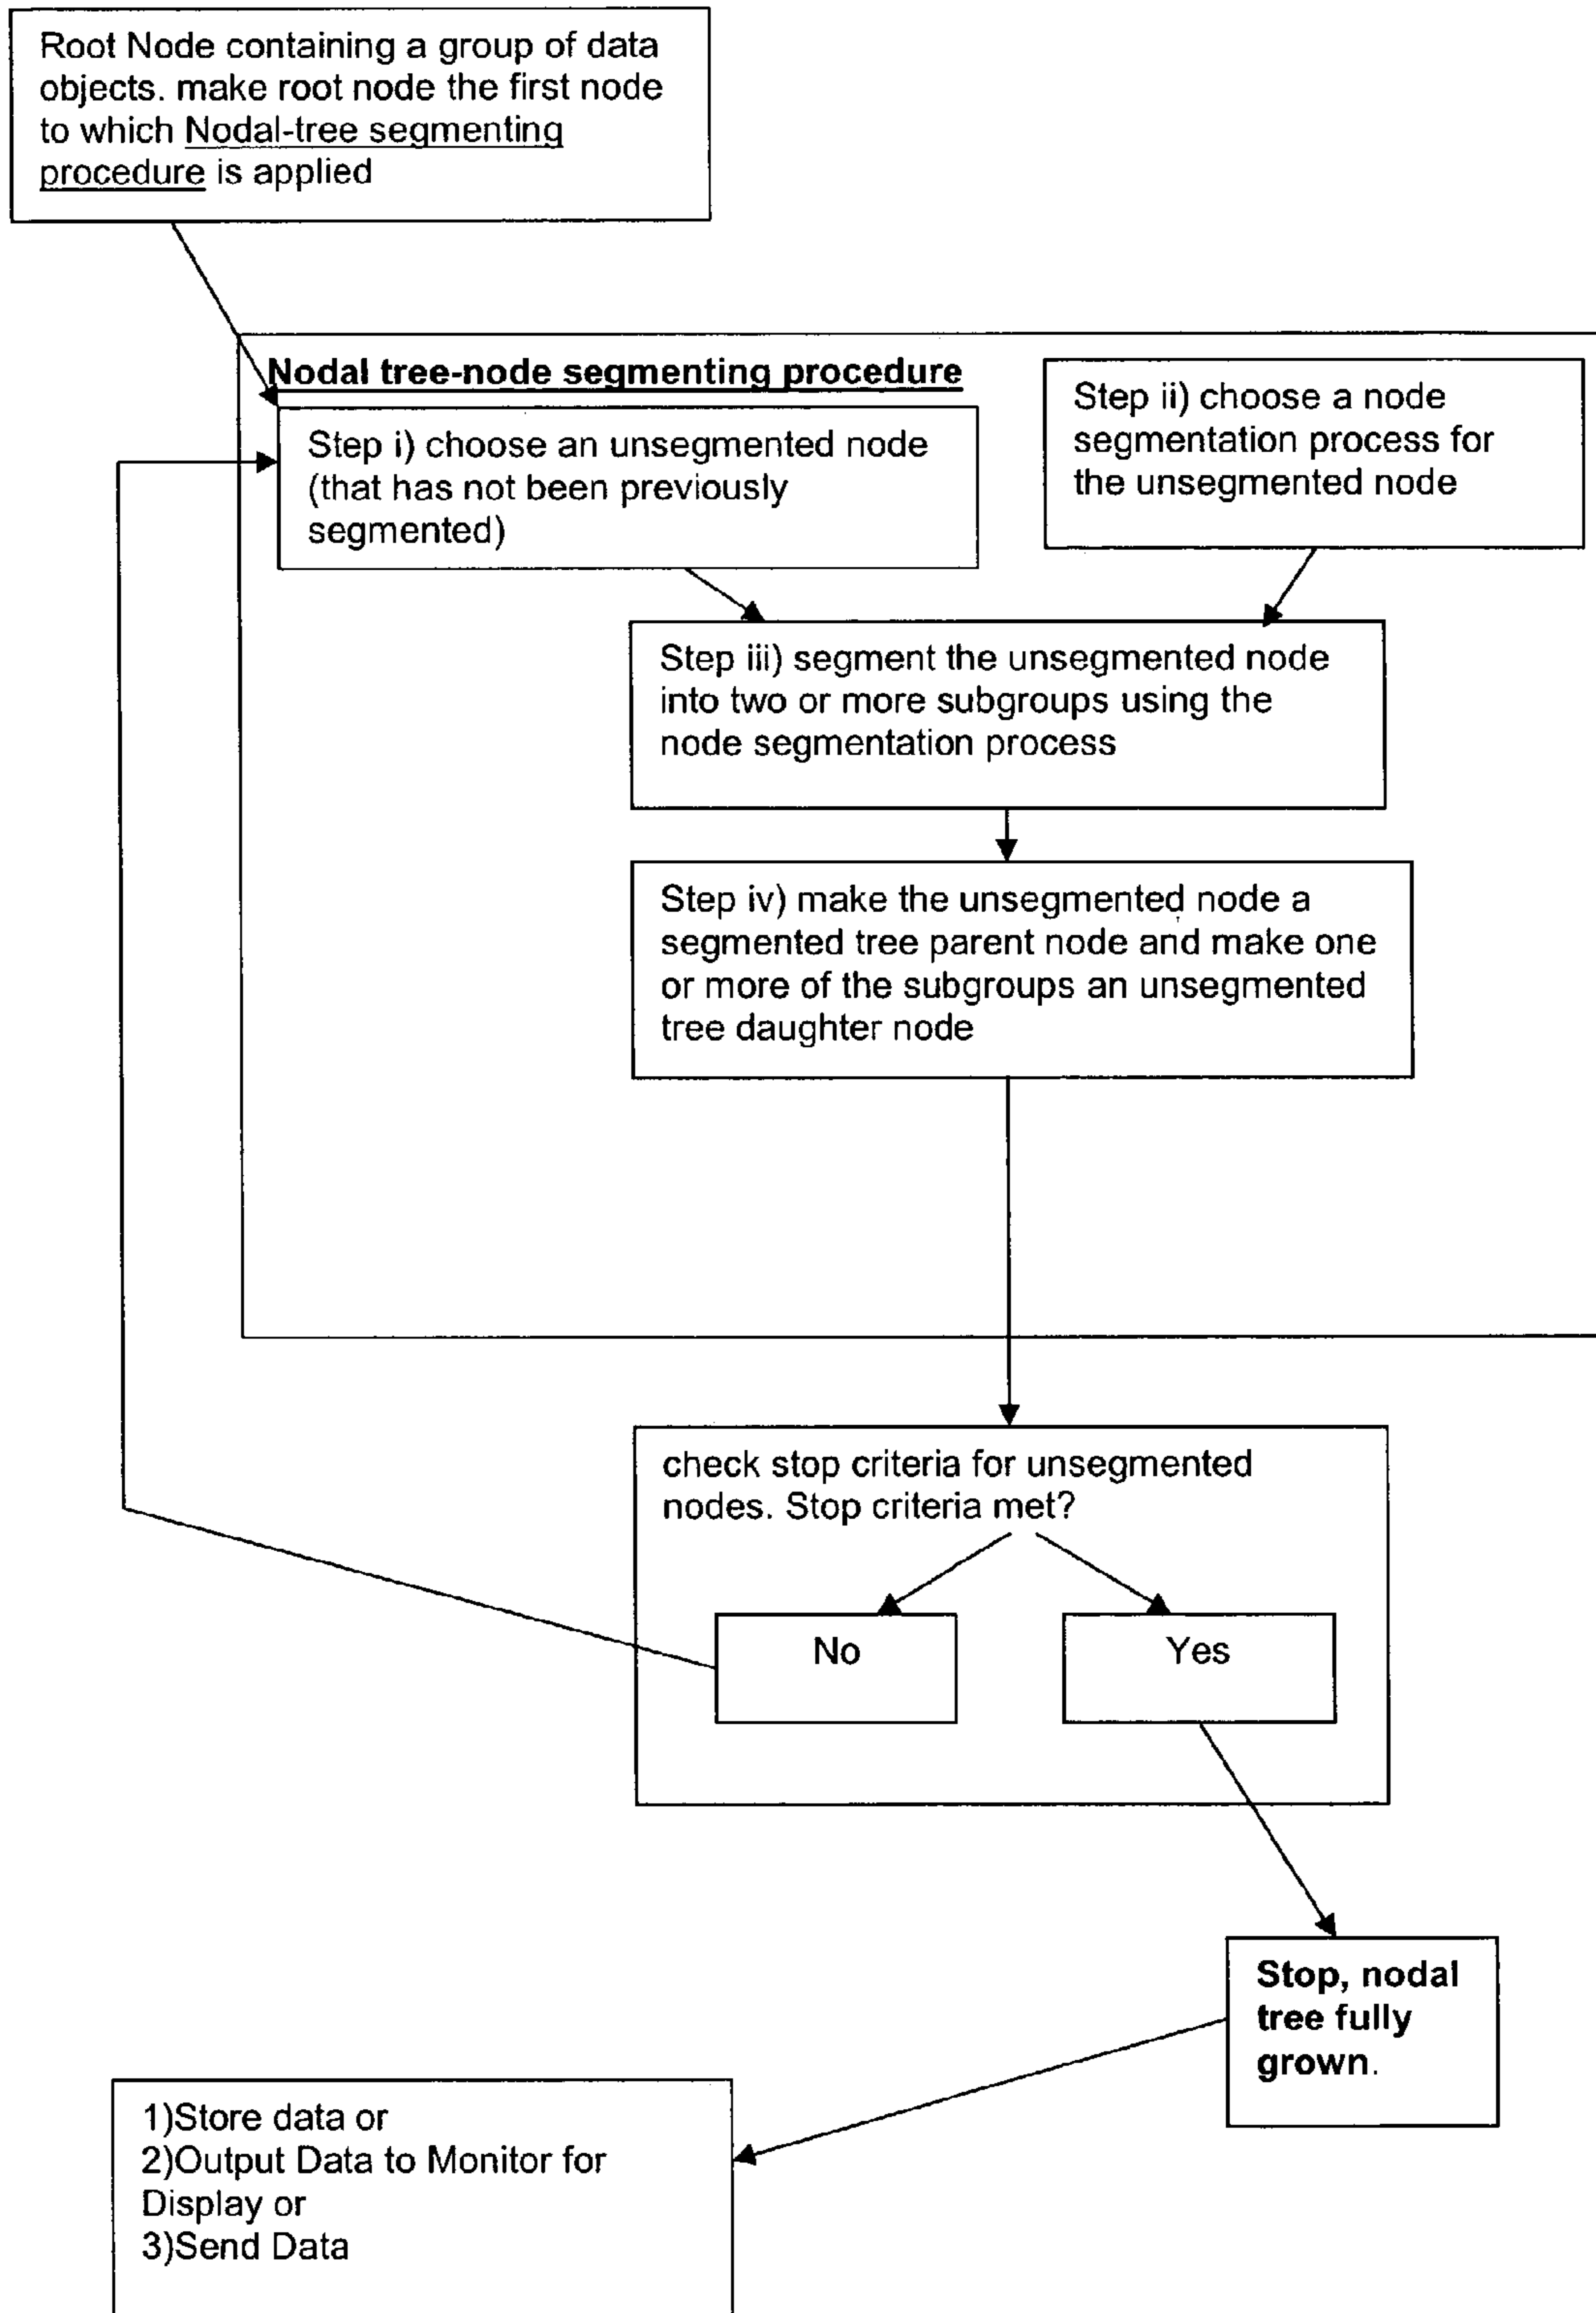 Root Node containing a group of data
objects. make root node the first node
to which Nodal-tree segmenting
procedure is applied
Nodal tree-node segmenting procedure
Step i) choose an unsegmented node
(that has not been previously
segmented)
Step ii) choose a node
segmentation process for
the unsegmented node
Step iii) segment the unsegmented node
into two or more subgroups using the
node segmentation process
Step iv) make the unsegmented node a
segmented tree parent node and make one
or more of the subgroups an unsegmented
tree daughter node
check stop criteria for unsegmented
nodes. Stop criteria met?
No
Yes
Stop, nodal
tree fully
grown.
1)Store data or
2)Output Data to Monitor for
Display or
3)Send Data